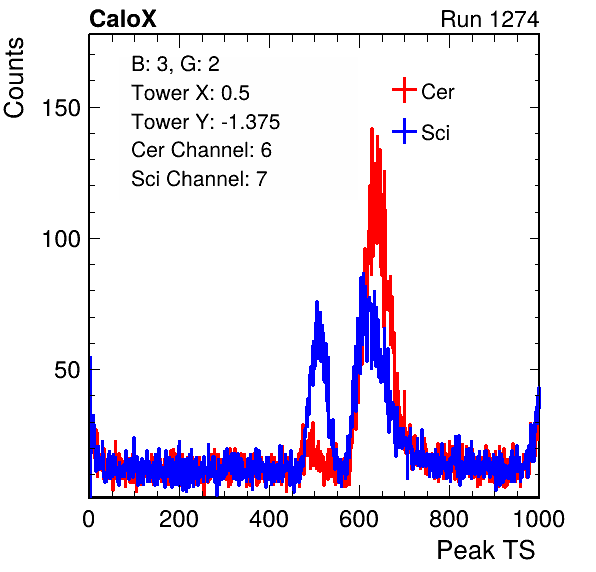 CaloX Run 1274
Counts
B: 3, G: 2
Tower X: 0.5
Tower Y: -1.375
Cer Channel: 6
Sci Channel: 7
Cer
Sci
150
100
50
0 200 400 600 800 1000
Peak TS